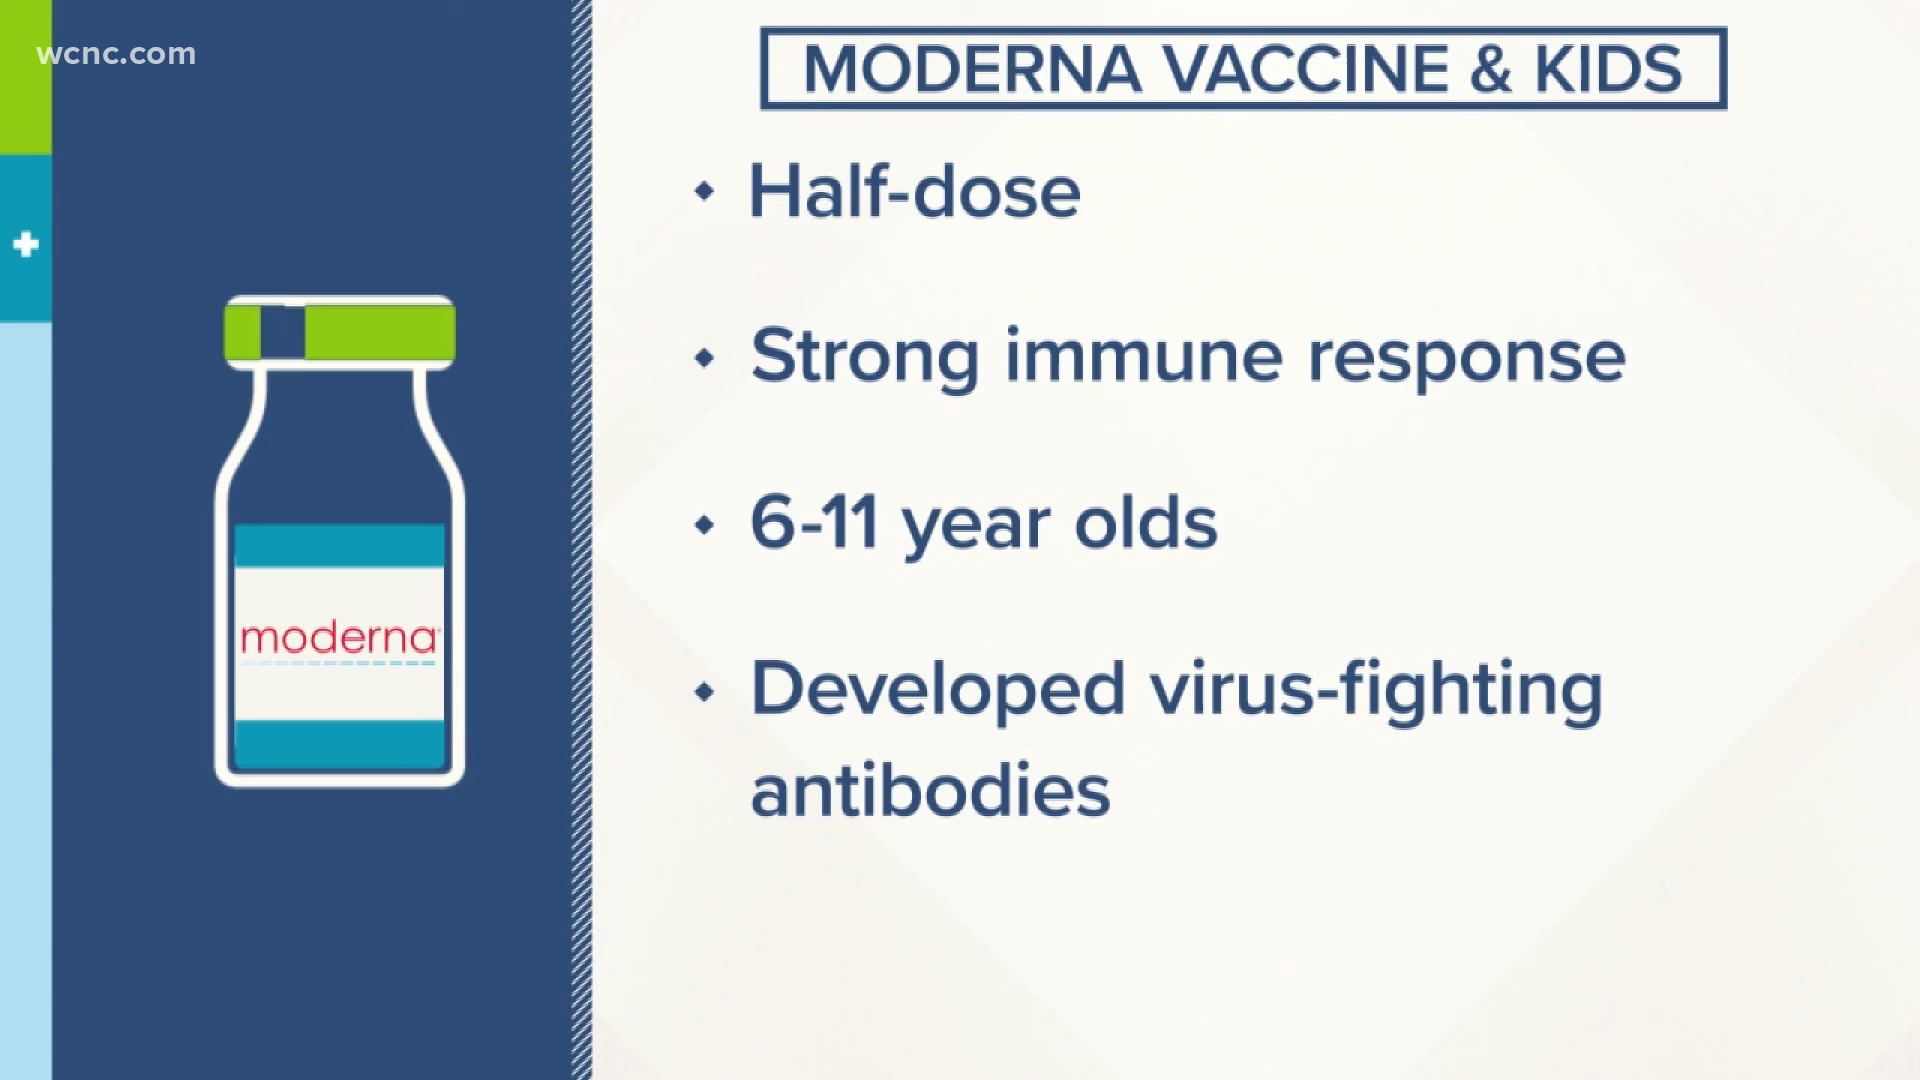 wcnc.com
MODERNA VACCINE & KIDS
Half-dose
Strong immune response
6-11 year olds
Developed virus-fighting
antibodies
moderna